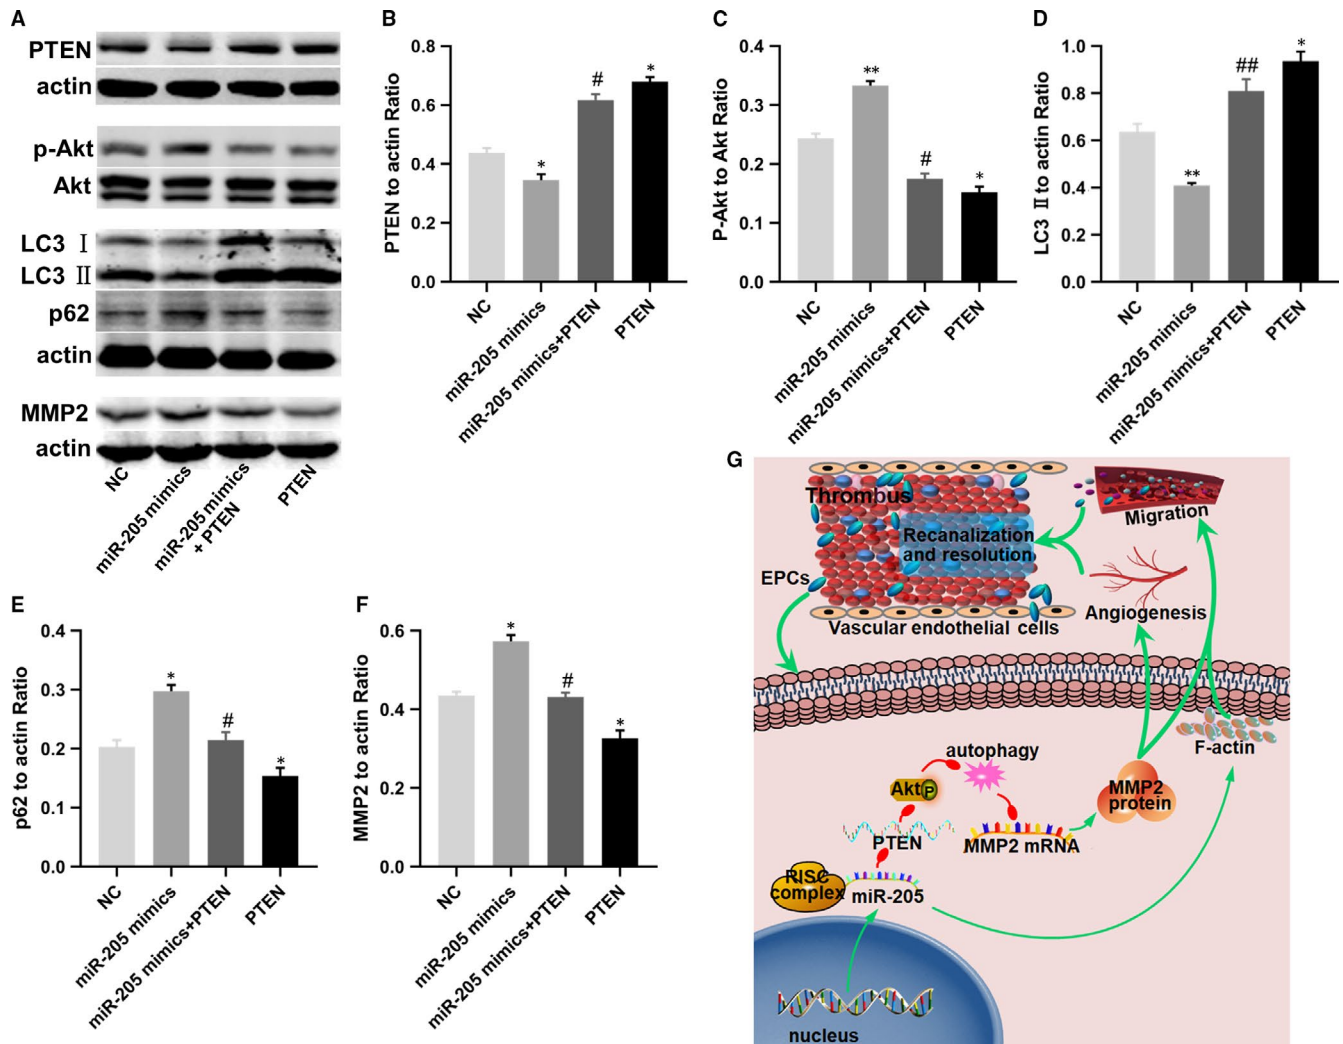 A
PTEN
actin
p-Akt
Akt
LC3 Ⅰ
LC3 Ⅱ
p62
actin
MMP2
actin
NC
miR-205 mimics
miR-205 mimics
+ PTEN
PTEN
B
PTEN to actin Ratio
0.8
0.6
0.4
0.2
0.0
*
#
*
NC
miR-205 mimics
miR-205 mimics+PTEN
PTEN
C
P-Akt to Akt Ratio
0.4
0.3
0.2
0.1
0.0
**
#
*
NC
miR-205 mimics
miR-205 mimics+PTEN
PTEN
D
LC3 Ⅱ to actin Ratio
1.0
0.8
0.6
0.4
0.2
0.0
**
##
*
NC
miR-205 mimics
miR-205 mimics+PTEN
PTEN
E
p62 to actin Ratio
0.4
0.3
0.2
0.1
0.0
*
#
*
NC
miR-205 mimics
miR-205 mimics+PTEN
PTEN
F
MMP2 to actin Ratio
0.6
0.4
0.2
0.0
*
#
*
NC
miR-205 mimics
miR-205 mimics+PTEN
PTEN
G
Thrombus
Migration
Recanalization
and resolution
EPCs
Angiogenesis
Vascular endothelial cells
F-actin
autophagy
Akt P
MMP2
protein
PTEN
MMP2 mRNA
RISC
complex
miR-205
nucleus